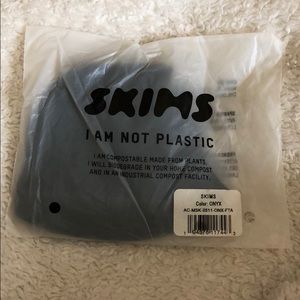 SKIMS
I AM NOT PLASTIC
I AM COMPOSTABLE MADE FROM PLANTS.
I WILL BIODEGRADE IN YOUR HOME COMPOST
AND IN AN INDUSTRIAL COMPOST FACILITY.
SKIMS
Color: ONYX